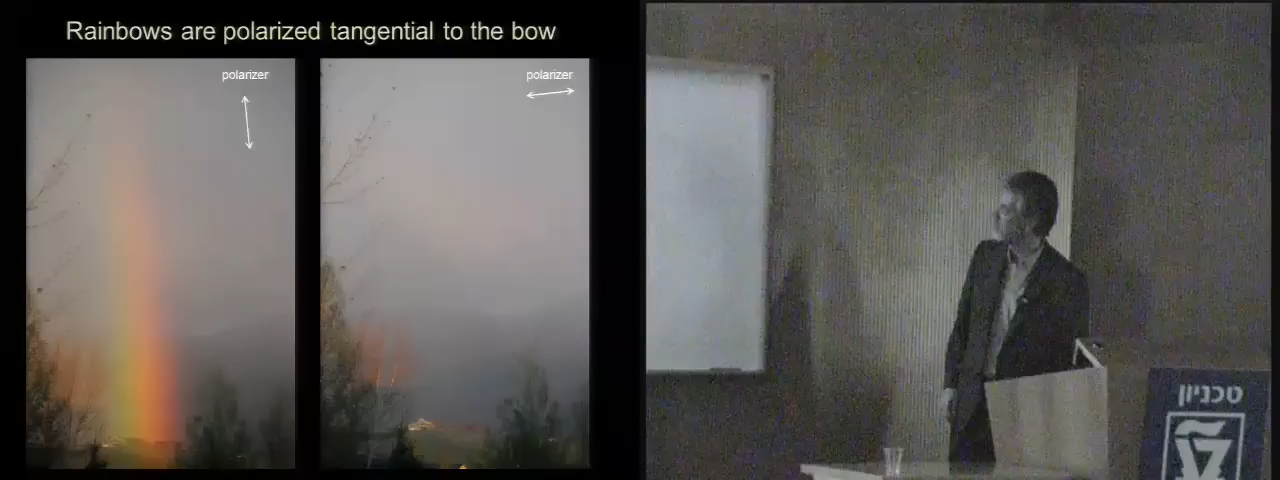 Rainbows are polarized tangential to the bow
polarizer
polarizer
טכניון